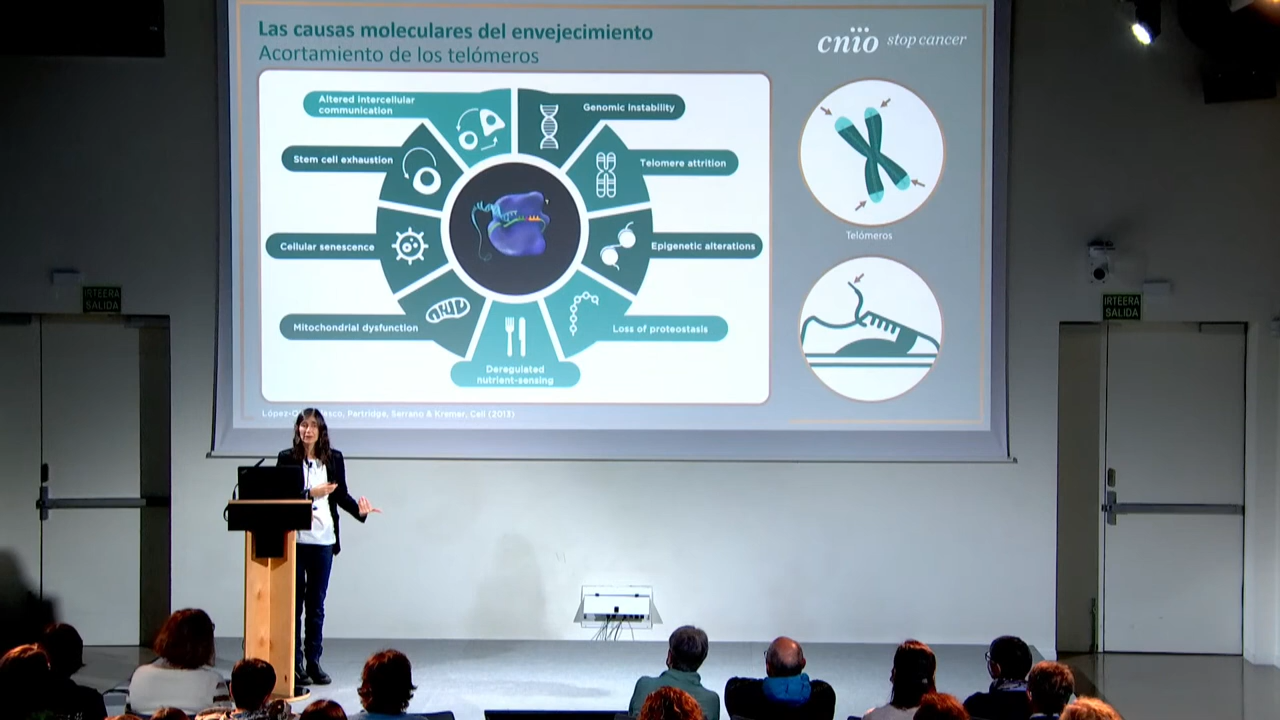 Las causas moleculares del envejecimiento
Acortamiento de los telómeros
cnio stop cancer
Altered intercellular
communication
Genomic instability
Stem cell exhaustion
Telomere attrition
Cellular senescence
Epigenetic alterations
Mitochondrial dysfunction
Loss of proteostasis
Deregulated
nutrient-sensing
Telómeros
Partridge, Serrano & Kremer, Cell (2013)
IRTEERA
SALIDA
IRTEERA
SALIDA